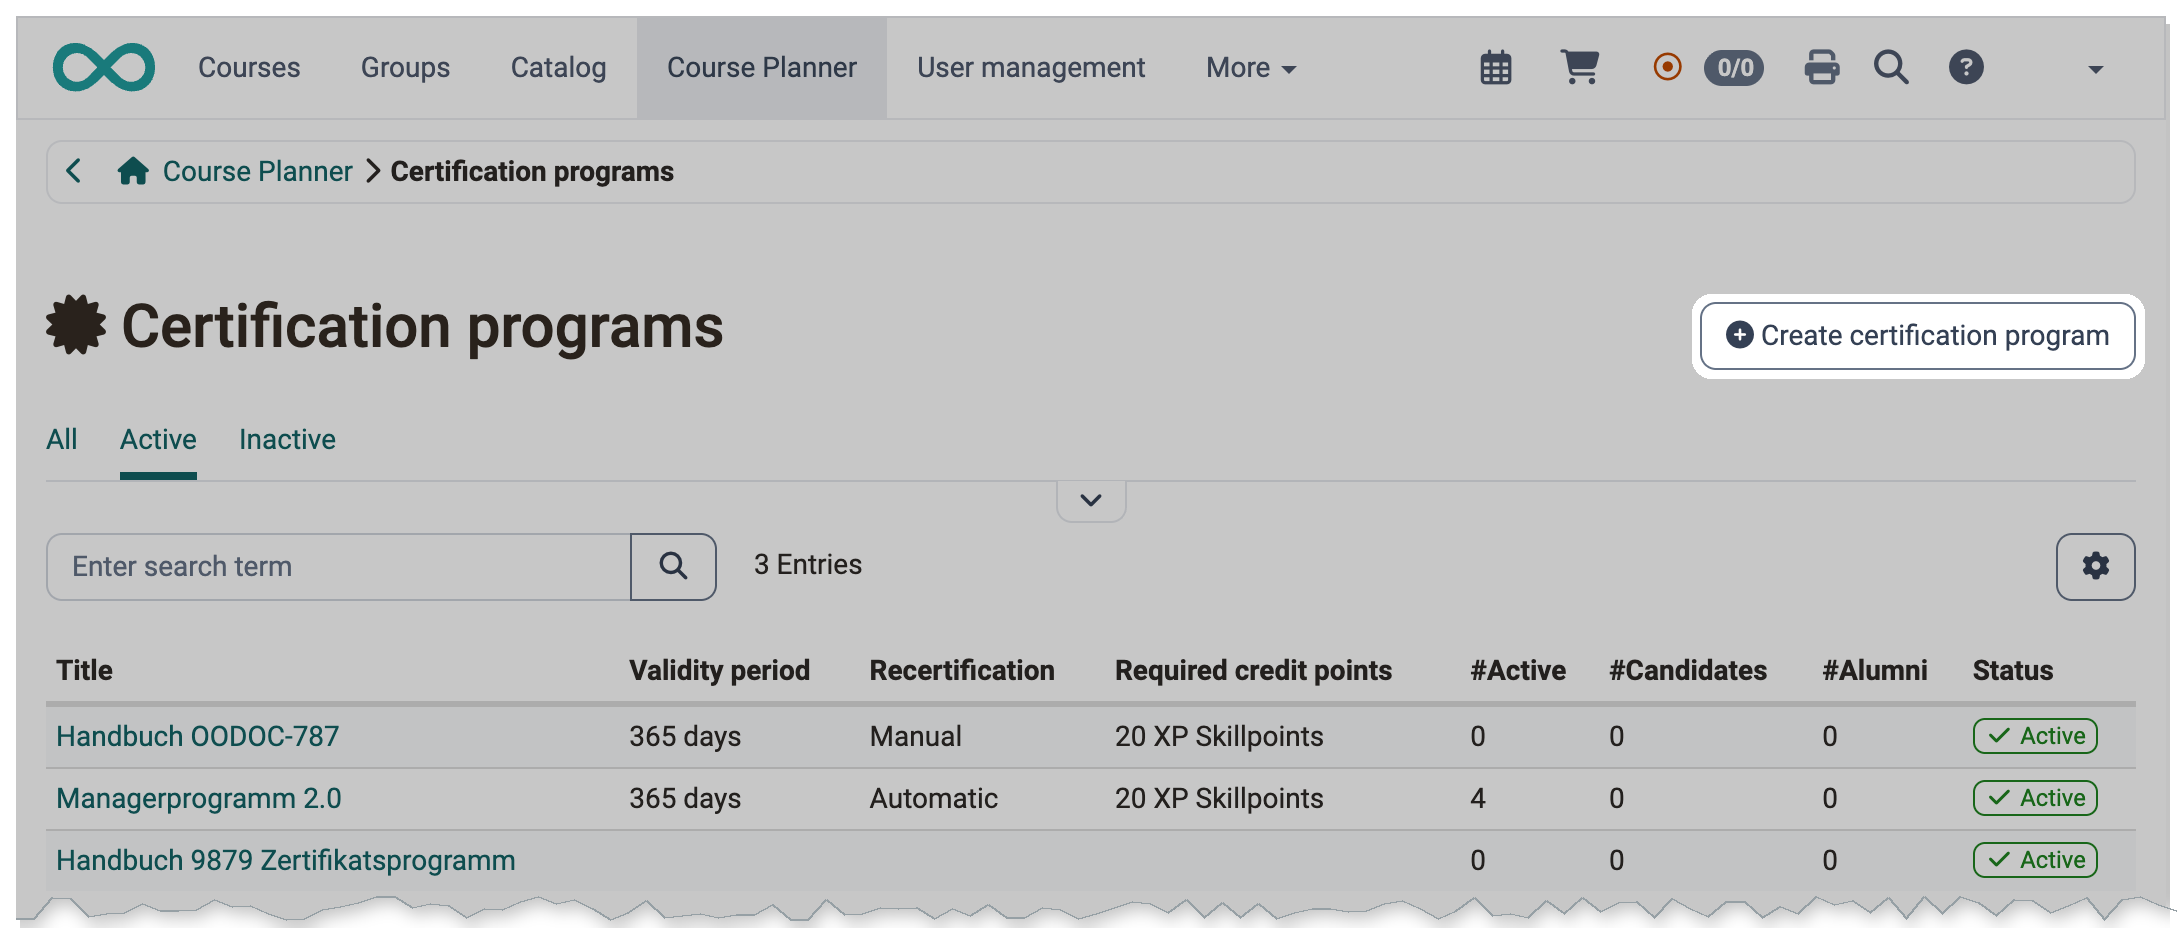 Courses Groups Catalog Course Planner User management More 0/0 ?
Course Planner Certification programs
Certification programs
Create certification program
All Active Inactive
Enter search term 3 Entries
Title Validity period Recertification Required credit points #Active #Candidates #Alumni Status
Handbuch OODOC-787 365 days Manual 20 XP Skillpoints 0 0 0 Active
Managerprogramm 2.0 365 days Automatic 20 XP Skillpoints 4 0 0 Active
Handbuch 9879 Zertifikatsprogramm 0 0 0 Active